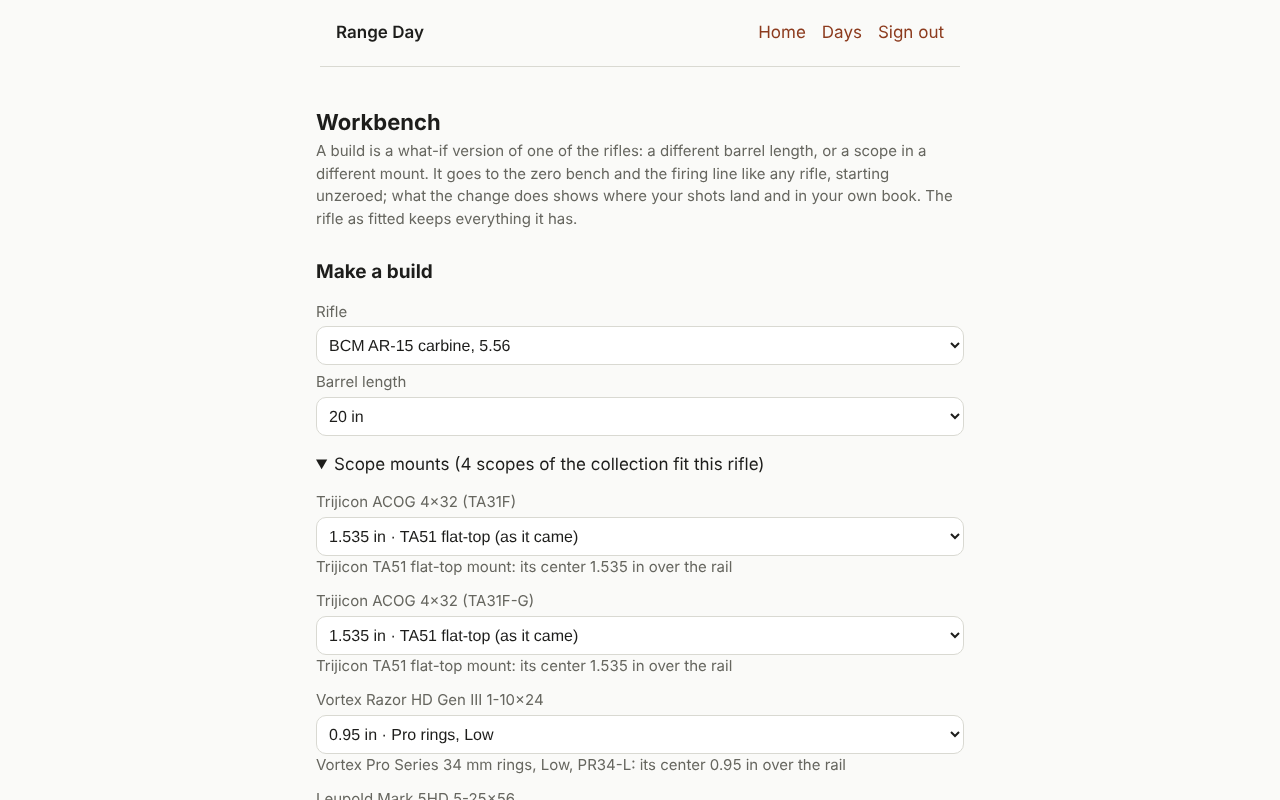 Range Day
Home Days Sign out
Workbench
A build is a what-if version of one of the rifles: a different barrel length, or a scope in a
different mount. It goes to the zero bench and the firing line like any rifle, starting
unzeroed; what the change does shows where your shots land and in your own book. The
rifle as fitted keeps everything it has.
Make a build
Rifle
BCM AR-15 carbine, 5.56
Barrel length
20 in
▼ Scope mounts (4 scopes of the collection fit this rifle)
Trijicon ACOG 4×32 (TA31F)
1.535 in · TA51 flat-top (as it came)
Trijicon TA51 flat-top mount: its center 1.535 in over the rail
Trijicon ACOG 4×32 (TA31F-G)
1.535 in · TA51 flat-top (as it came)
Trijicon TA51 flat-top mount: its center 1.535 in over the rail
Vortex Razor HD Gen III 1-10×24
0.95 in · Pro rings, Low
Vortex Pro Series 34 mm rings, Low, PR34-L: its center 0.95 in over the rail
Leupold Mark 5HD 5-25×56